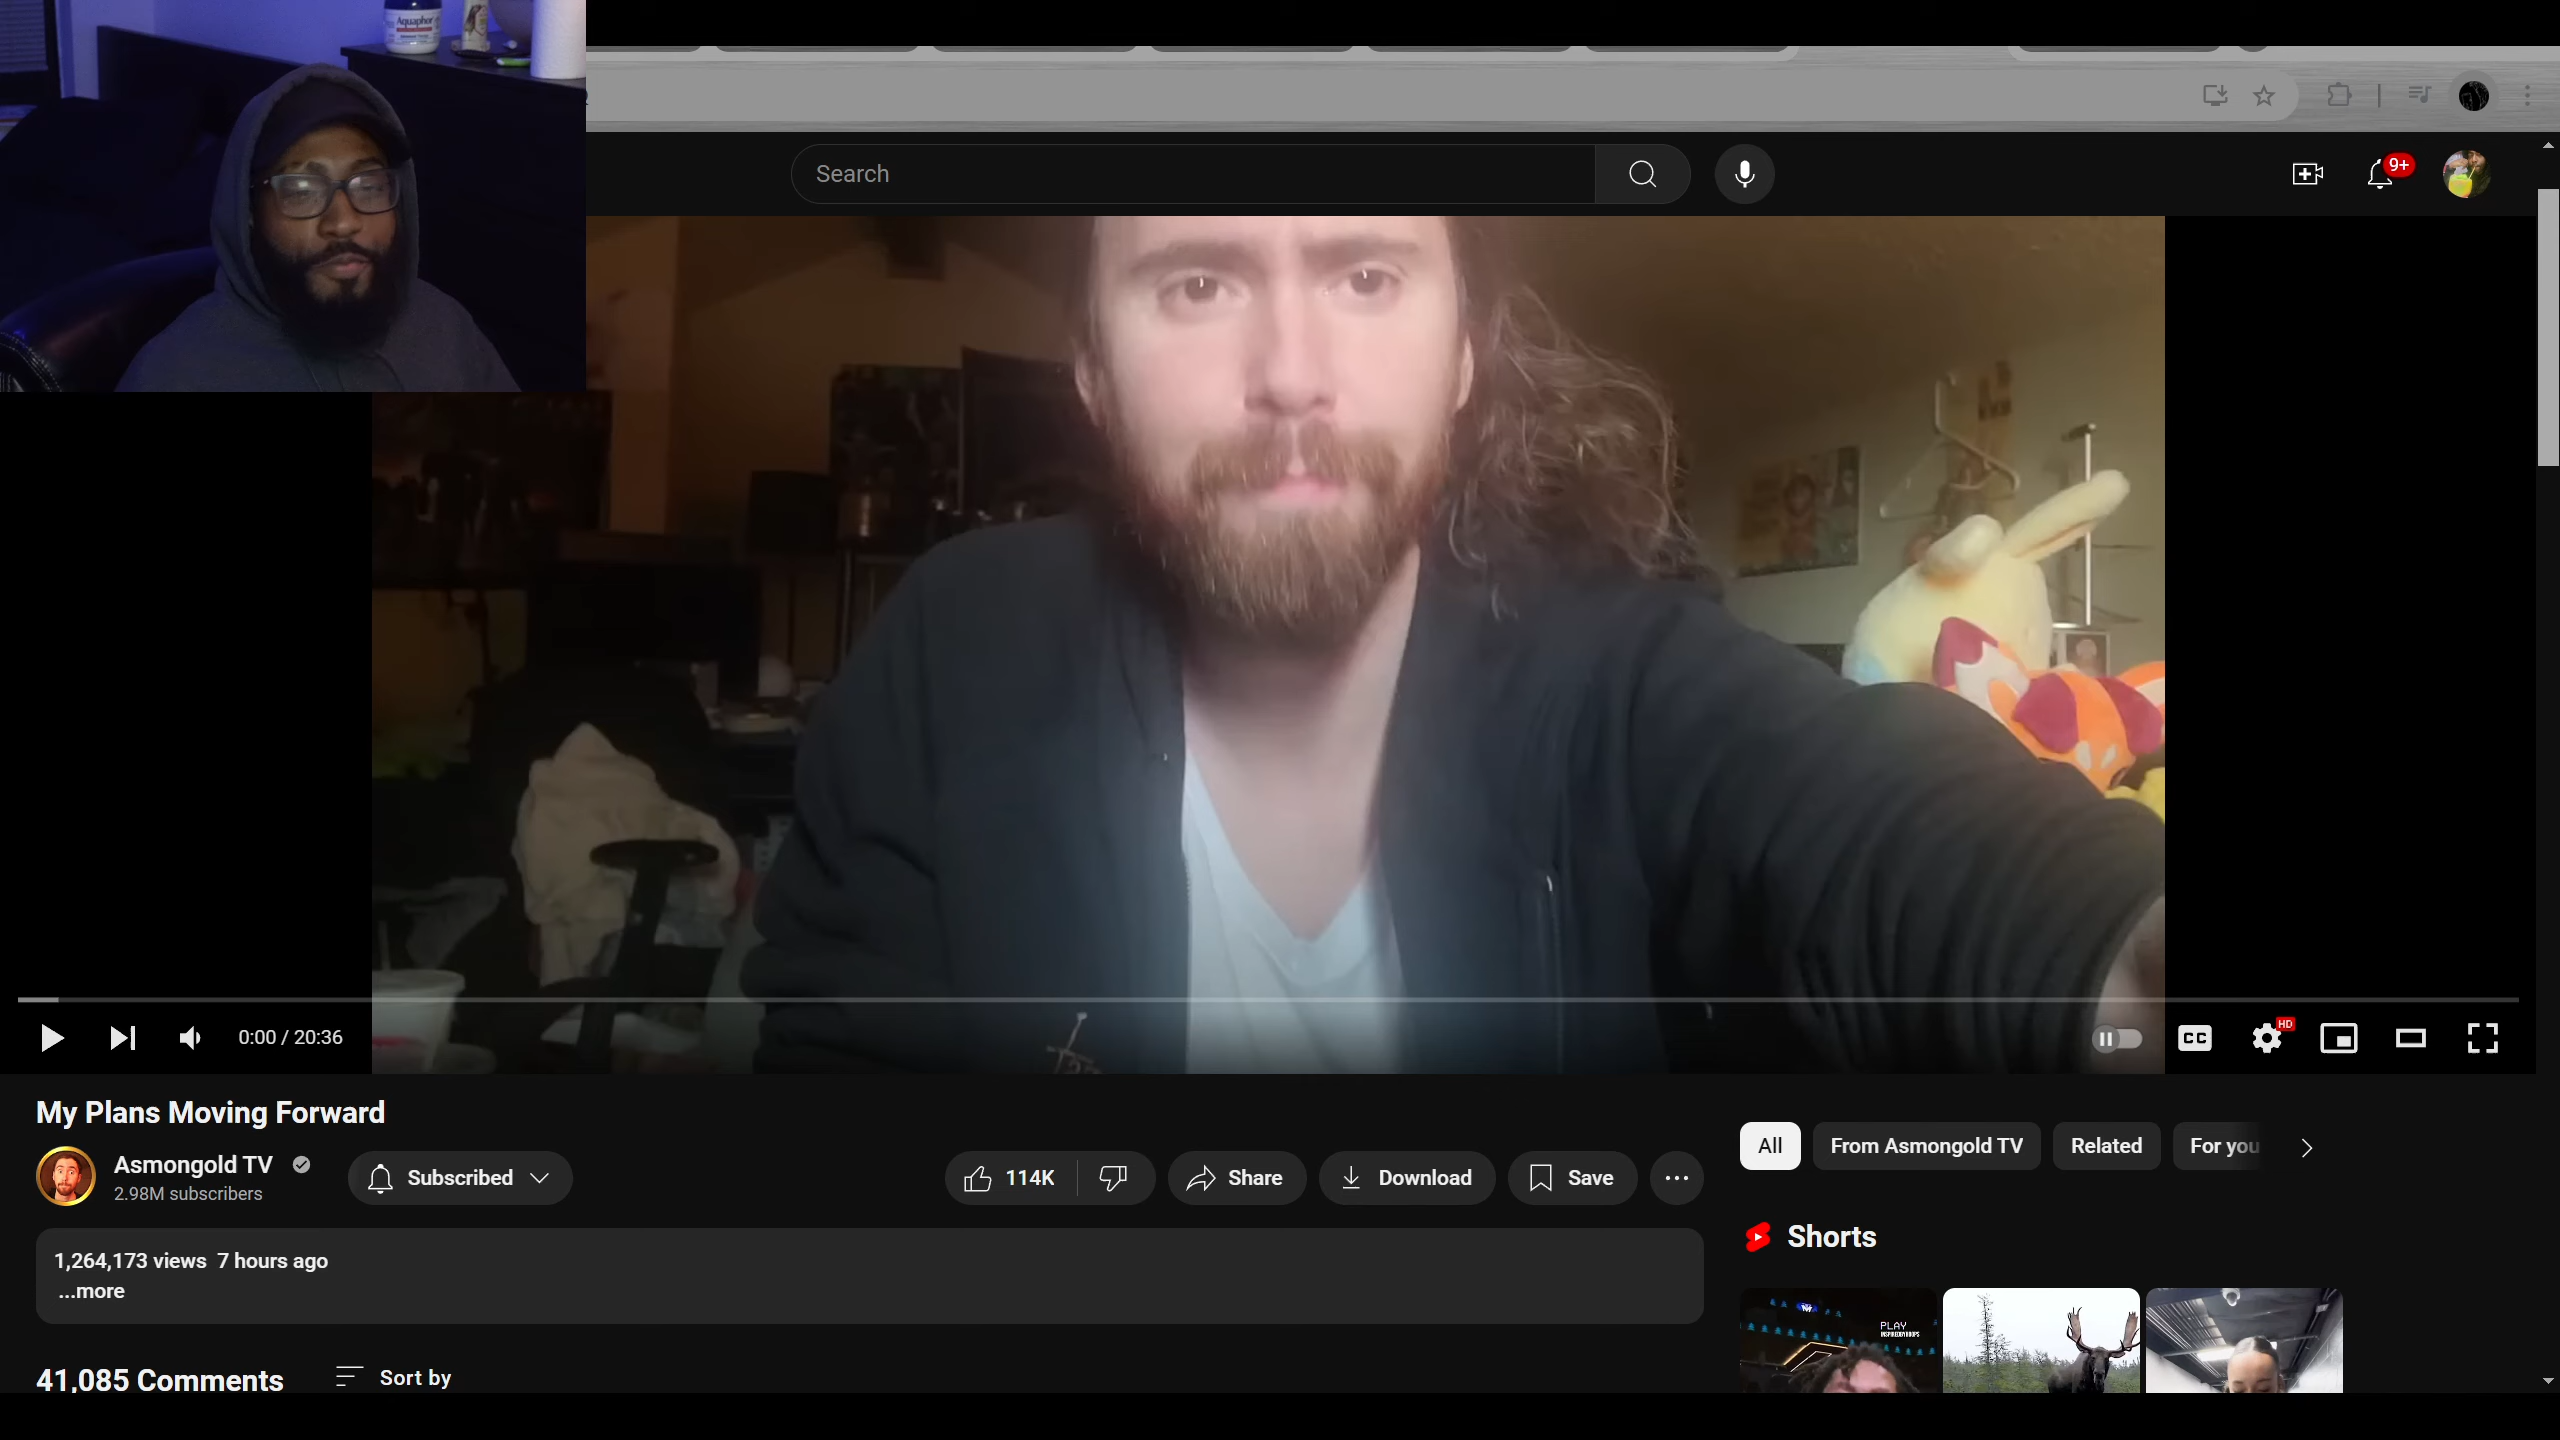 Aquaphor
Search
9+
0:00 / 20:36
CC
HD
My Plans Moving Forward
Asmongold TV
2.98M subscribers
Subscribed
114K
Share
Download
Save
All
From Asmongold TV
Related
For you
1,264,173 views 7 hours ago
...more
Shorts
PLAY
41,085 Comments
Sort by